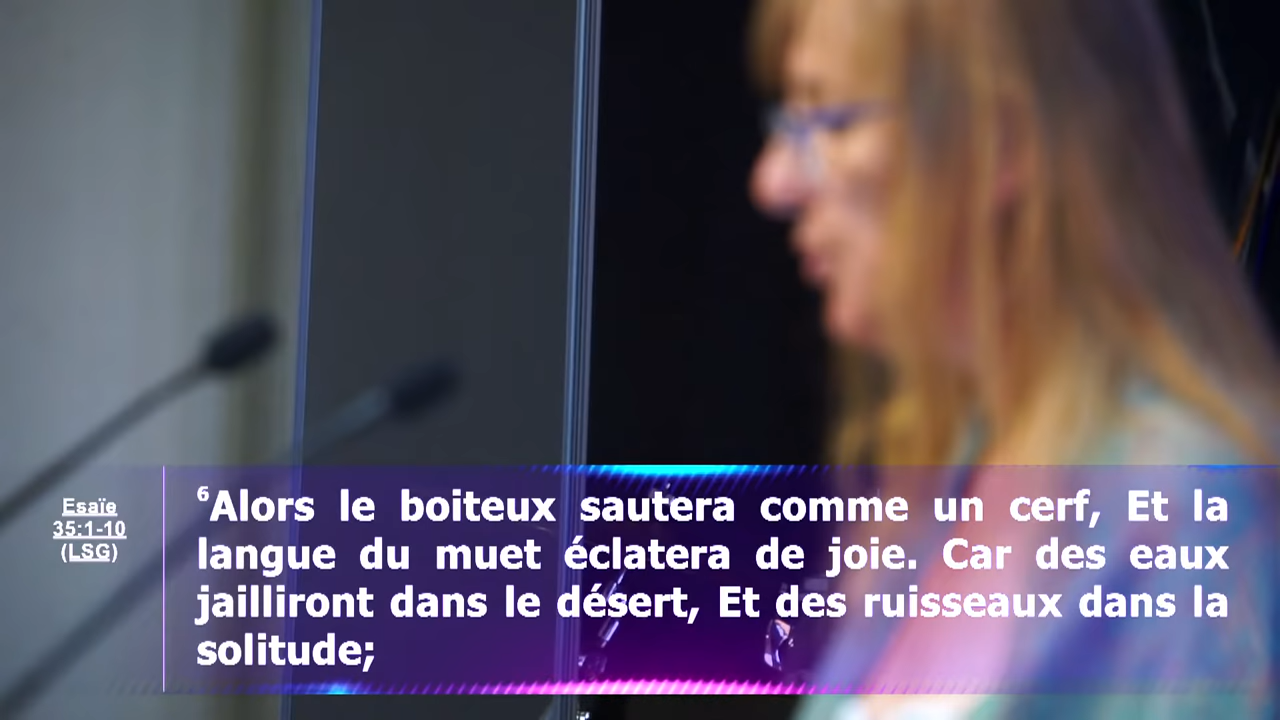 Esaïe
35:1-10
(LSG)
⁶Alors le boiteux sautera comme un cerf, Et la
langue du muet éclatera de joie. Car des eaux
jailliront dans le désert, Et des ruisseaux dans la
solitude;